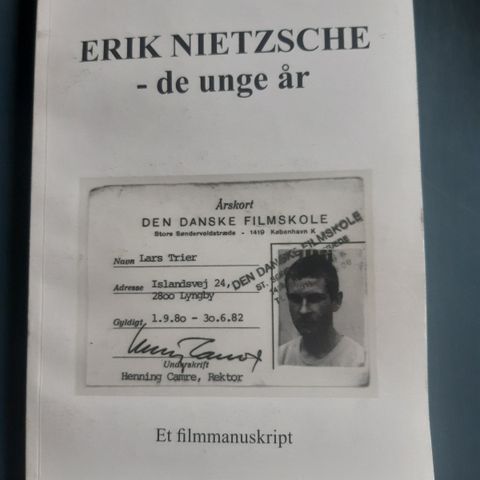 ERIK NIETZSCHE
- de unge år
Årskort
DEN DANSKE FILMSKOLE
Store Søndervoldstræde - 1419 København K
Navn Lars Trier
Adresse Islandsvej 24,
2800 Lyngby
Gyldigt 1.9.80 - 30.6.82
Underskrift
Henning Camre, Rektor
DEN DANSKE FILMSKOLE
Et filmmanuskript